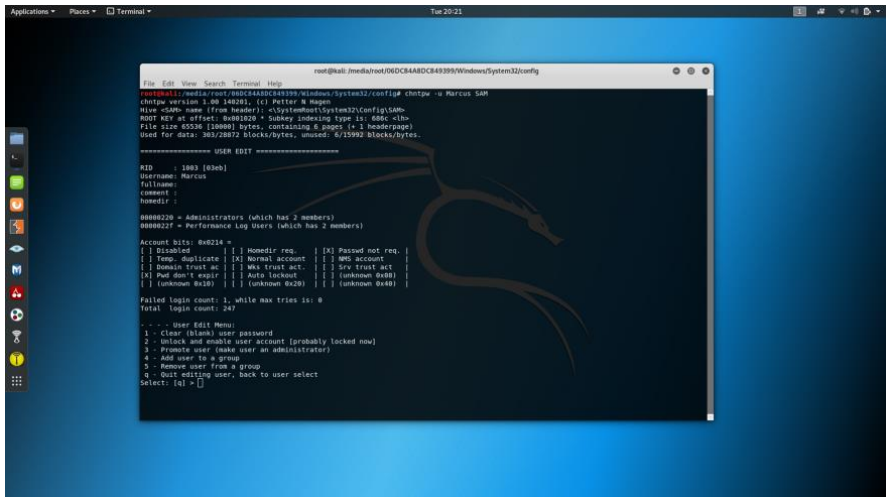 Applications Places Terminal Tue 20:21 1
root@kali: /media/root/06DC84A8DC849399/Windows/System32/config
File Edit View Search Terminal Help
root@kali:/media/root/06DC84A8DC849399/Windows/System32/config# chntpw -u Marcus SAM
chntpw version 1.00 140201, (c) Petter N Hagen
Hive <SAM> name (from header): <\SystemRoot\System32\Config\SAM>
ROOT KEY at offset: 0x001020 * Subkey indexing type is: 686c <lh>
File size 65536 [10000] bytes, containing 6 pages (+ 1 headerpage)
Used for data: 303/28872 blocks/bytes, unused: 6/15992 blocks/bytes.
================= USER EDIT ====================
RID : 1003 [03eb]
Username: Marcus
fullname:
comment :
homedir :
00000220 = Administrators (which has 2 members)
0000022f = Performance Log Users (which has 2 members)
Account bits: 0x0214 =
[ ] Disabled | [ ] Homedir req. | [X] Passwd not req. |
[ ] Temp. duplicate | [X] Normal account | [ ] NMS account |
[ ] Domain trust ac | [ ] Wks trust act. | [ ] Srv trust act |
[X] Pwd don't expir | [ ] Auto lockout | [ ] (unknown 0x08) |
[ ] (unknown 0x10) | [ ] (unknown 0x20) | [ ] (unknown 0x40) |
Failed login count: 1, while max tries is: 0
Total login count: 247
- - - - User Edit Menu:
1 - Clear (blank) user password
2 - Unlock and enable user account [probably locked now]
3 - Promote user (make user an administrator)
4 - Add user to a group
5 - Remove user from a group
q - Quit editing user, back to user select
Select: [q] >